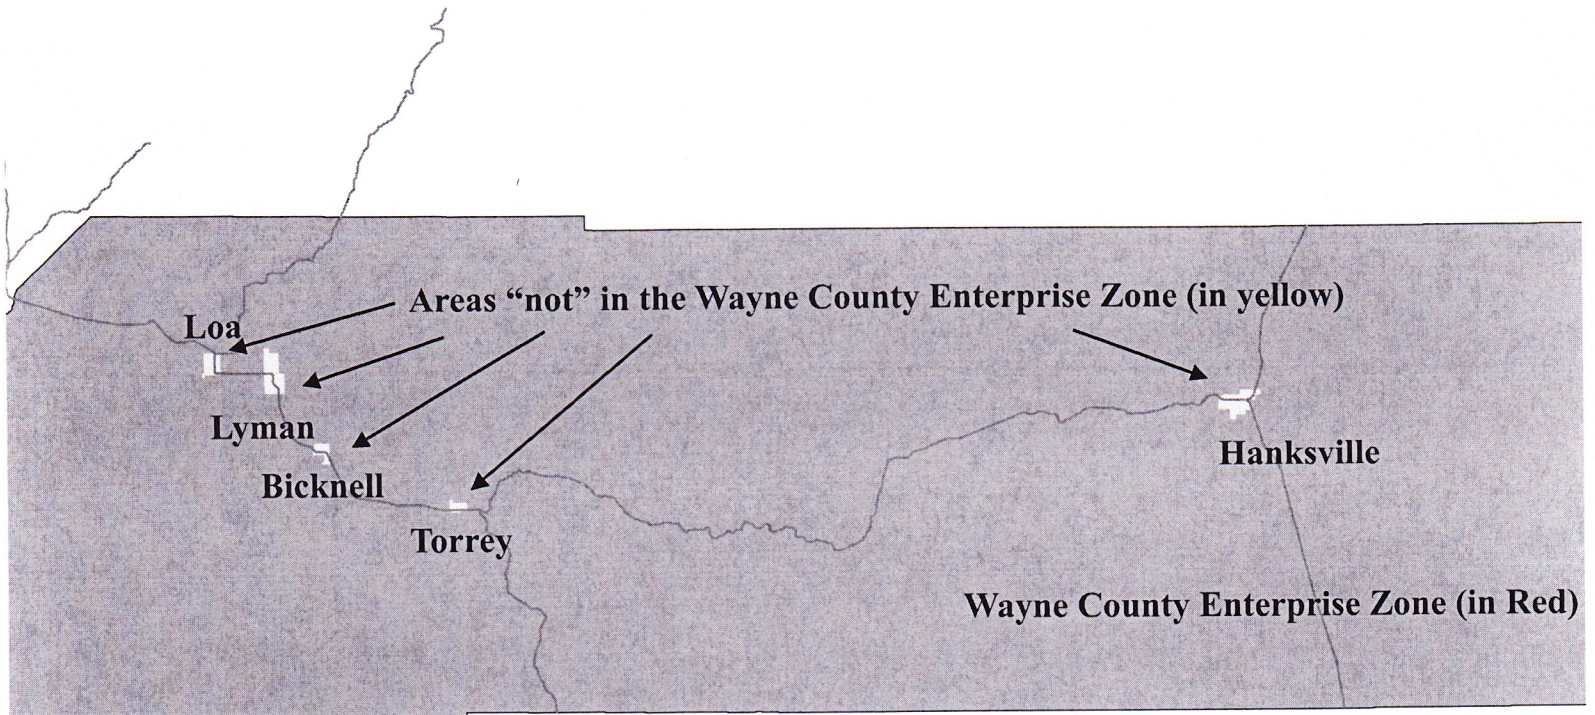 Areas “not” in the Wayne County Enterprise Zone (in yellow)
Loa
Lyman
Hanksville
Bicknell
Torrey
Wayne County Enterprise Zone (in Red)